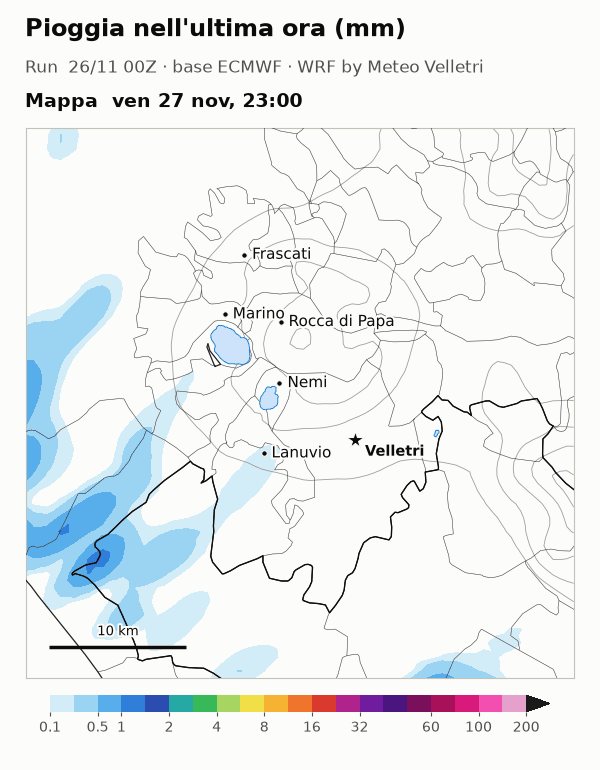 Pioggia nell'ultima ora (mm)
Run  26/11 00Z · base ECMWF · WRF by Meteo Velletri
Mappa  ven 27 nov, 23:00
Frascati
Marino
Rocca di Papa
Nemi
Velletri
Lanuvio
10 km
0.1 0.5 1 2 4 8 16 32 60 100 200